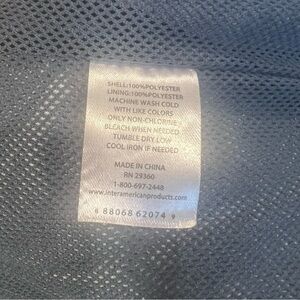 SHELL:100%POLYESTER
LINING:100%POLYESTER
MACHINE WASH COLD
WITH LIKE COLORS
ONLY NON-CHLORINE
BLEACH WHEN NEEDED
TUMBLE DRY LOW
COOL IRON IF NEEDED
MADE IN CHINA
RN 29360
1-800-697-2448
www.interamericanproducts.com
6 88068 62074 9